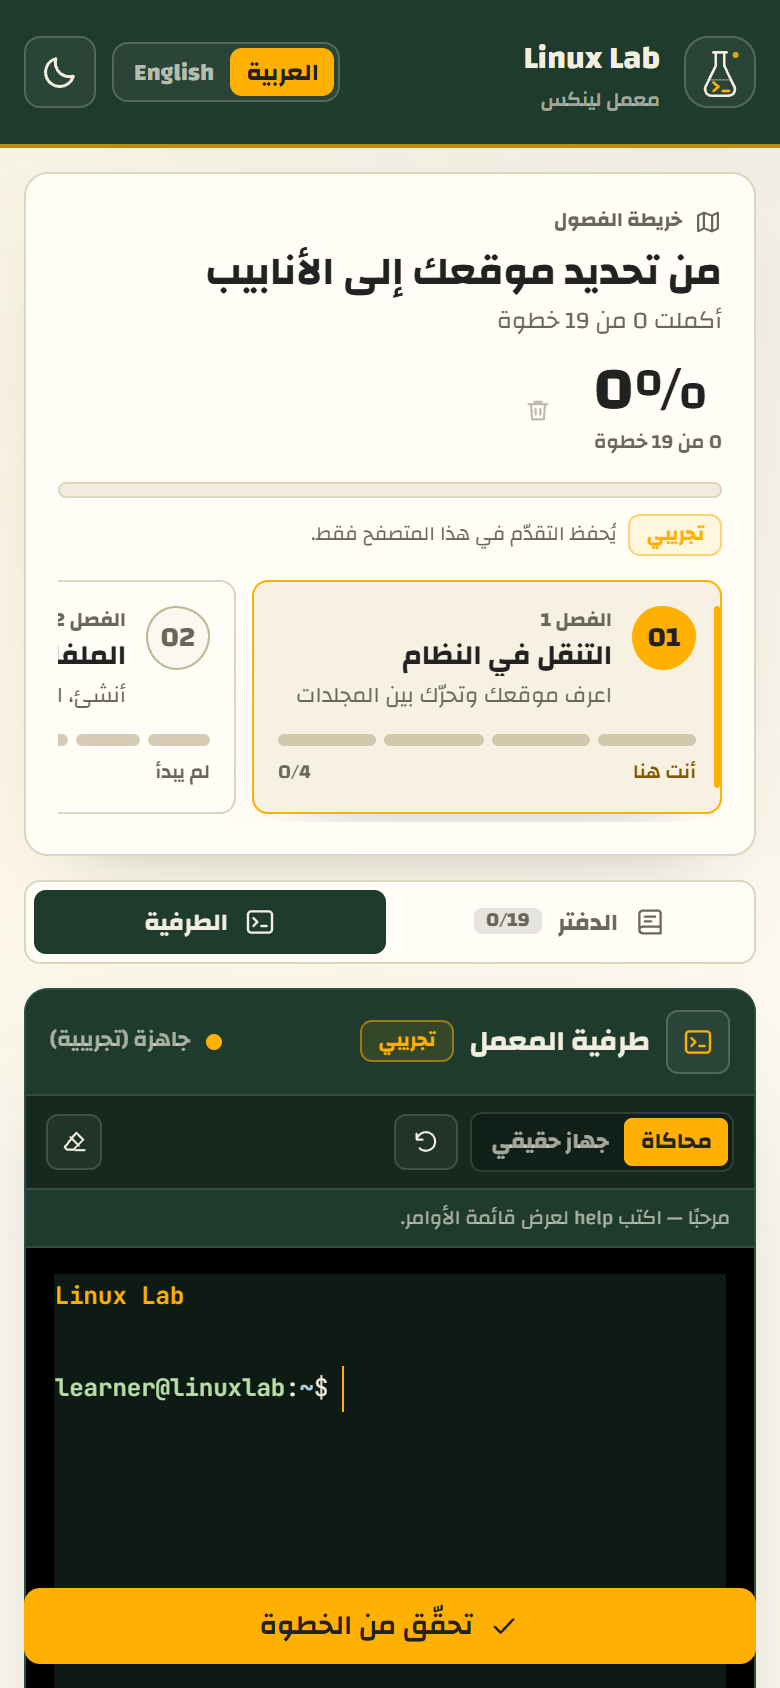 Linux Lab
معمل لينكس
العربية
English
خريطة الفصول
من تحديد موقعك إلى الأنابيب
أكملت 0 من 19 خطوة
0%
0 من 19 خطوة
تجريبي
يُحفظ التقدّم في هذا المتصفح فقط.
01
الفصل 1
التنقل في النظام
اعرف موقعك وتحرّك بين المجلدات
أنت هنا
0/4
02
الفصل 2
أنشئ،
لم يبدأ
الدفتر
0/19
الطرفية
طرفية المعمل
تجريبي
جاهزة (تجريبية)
محاكاة
جهاز حقيقي
مرحبًا — اكتب help لعرض قائمة الأوامر.
Linux Lab
learner@linuxlab:~$
تحقّق من الخطوة